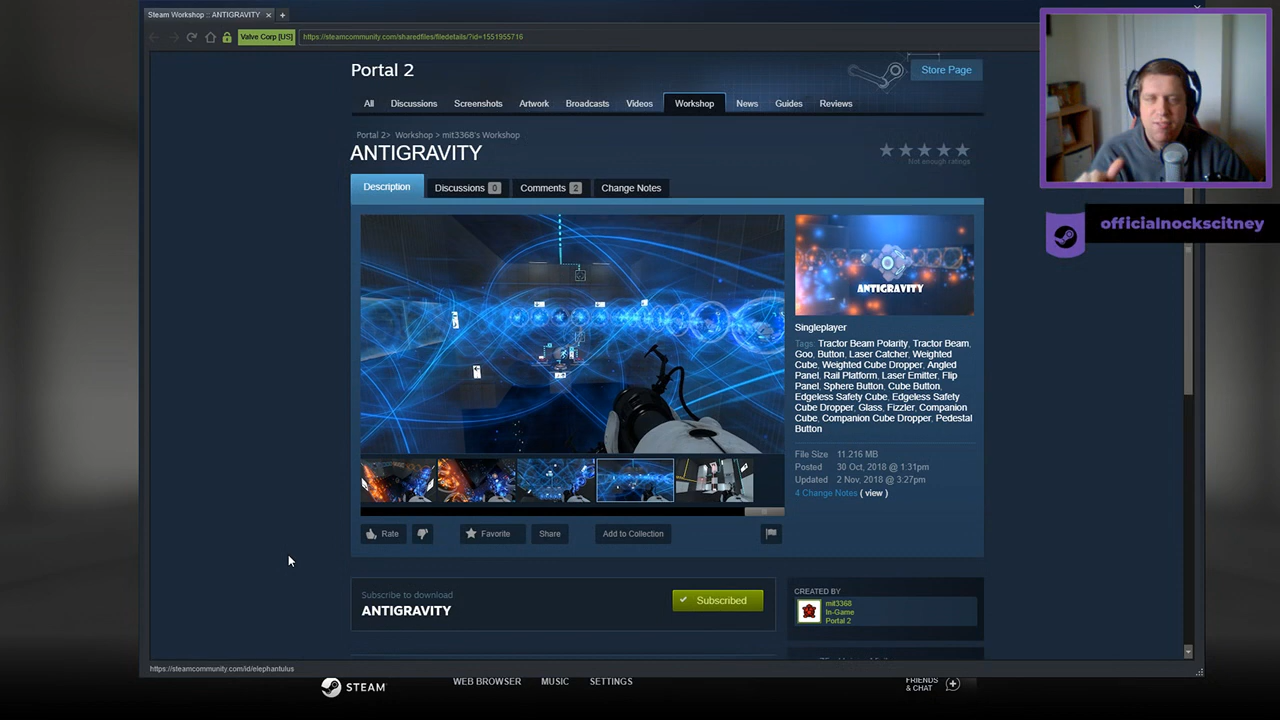 Steam Workshop :: ANTIGRAVITY
Valve Corp [US]
https://steamcommunity.com/sharedfiles/filedetails/?id=1551955716
Portal 2
Store Page
All
Discussions
Screenshots
Artwork
Broadcasts
Videos
Workshop
News
Guides
Reviews
Portal 2> Workshop > mit3368's Workshop
ANTIGRAVITY
Not enough ratings
Description
Discussions 0
Comments 2
Change Notes
ANTIGRAVITY
Singleplayer
Tags: Tractor Beam Polarity, Tractor Beam,
Goo, Button, Laser Catcher, Weighted
Cube, Weighted Cube Dropper, Angled
Panel, Rail Platform, Laser Emitter, Flip
Panel, Sphere Button, Cube Button,
Edgeless Safety Cube, Edgeless Safety
Cube Dropper, Glass, Fizzler, Companion
Cube, Companion Cube Dropper, Pedestal
Button
File Size 11.216 MB
Posted 30 Oct, 2018 @ 1:31pm
Updated 2 Nov, 2018 @ 3:27pm
4 Change Notes ( view )
Rate
Favorite
Share
Add to Collection
Subscribe to download
ANTIGRAVITY
Subscribed
CREATED BY
mit3368
In-Game
Portal 2
https://steamcommunity.com/id/elephantulus
STEAM
WEB BROWSER
MUSIC
SETTINGS
FRIENDS
& CHAT
officialnockscitney